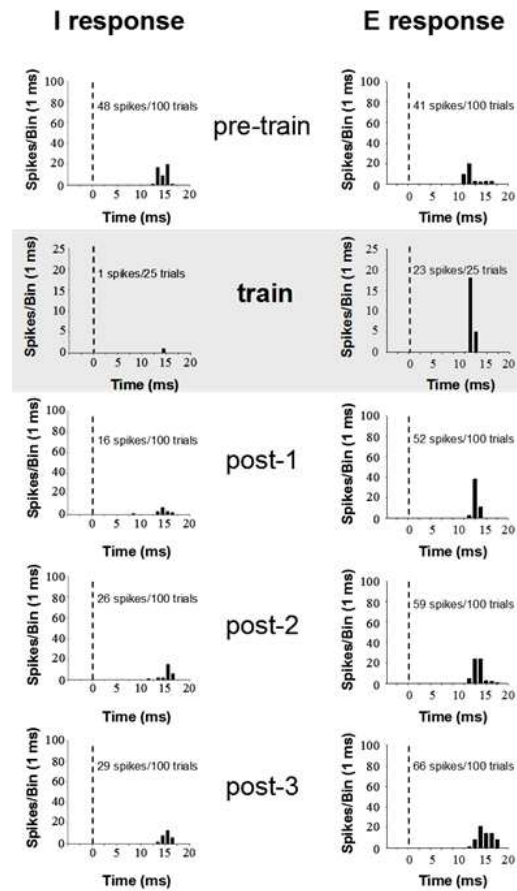 I response E response
Spikes/Bin (1 ms)
100
80
60
40
20
0
48 spikes/100 trials
0 5 10 15 20
Time (ms)
pre-train
Spikes/Bin (1 ms)
100
80
60
40
20
0
41 spikes/100 trials
0 5 10 15 20
Time (ms)
Spikes/Bin (1 ms)
25
20
15
10
5
0
1 spikes/25 trials
0 5 10 15 20
Time (ms)
train
Spikes/Bin (1 ms)
25
20
15
10
5
0
23 spikes/25 trials
0 5 10 15 20
Time (ms)
Spikes/Bin (1 ms)
100
80
60
40
20
0
16 spikes/100 trials
0 5 10 15 20
Time (ms)
post-1
Spikes/Bin (1 ms)
100
80
60
40
20
0
52 spikes/100 trials
0 5 10 15 20
Time (ms)
Spikes/Bin (1 ms)
100
80
60
40
20
0
26 spikes/100 trials
0 5 10 15 20
Time (ms)
post-2
Spikes/Bin (1 ms)
100
80
60
40
20
0
59 spikes/100 trials
0 5 10 15 20
Time (ms)
Spikes/Bin (1 ms)
100
80
60
40
20
0
29 spikes/100 trials
0 5 10 15 20
Time (ms)
post-3
Spikes/Bin (1 ms)
100
80
60
40
20
0
66 spikes/100 trials
0 5 10 15 20
Time (ms)